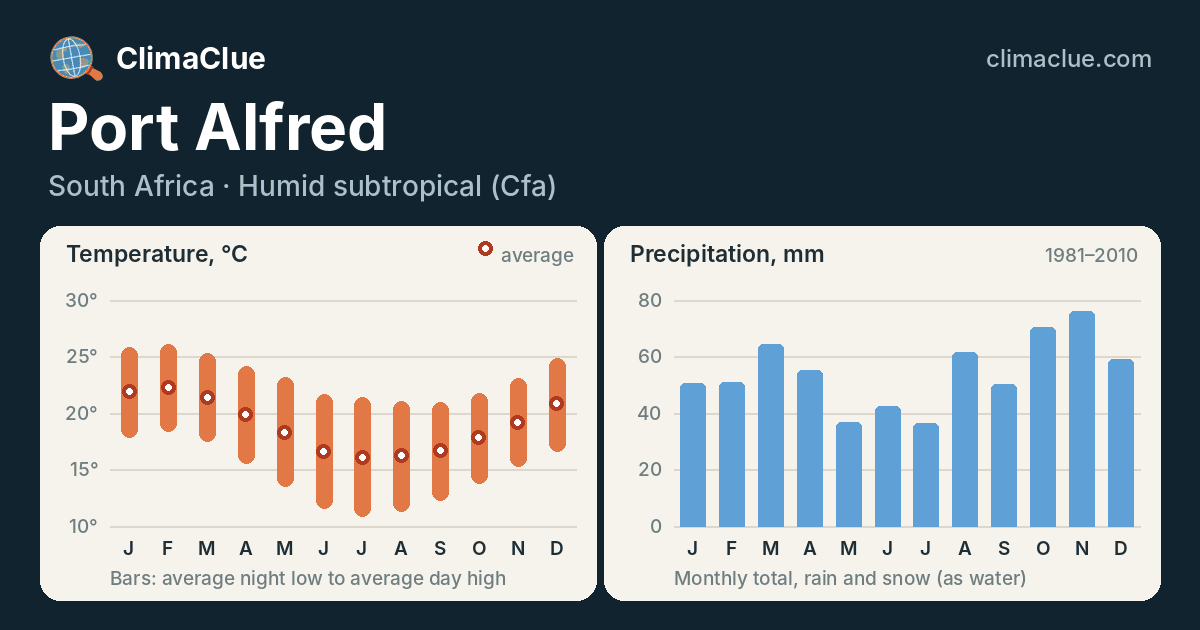 ClimaClue
climaclue.com
Port Alfred
South Africa · Humid subtropical (Cfa)
Temperature, °C
average
30°
25°
20°
15°
10°
J F M A M J J A S O N D
Bars: average night low to average day high
Precipitation, mm
1981–2010
80
60
40
20
0
J F M A M J J A S O N D
Monthly total, rain and snow (as water)